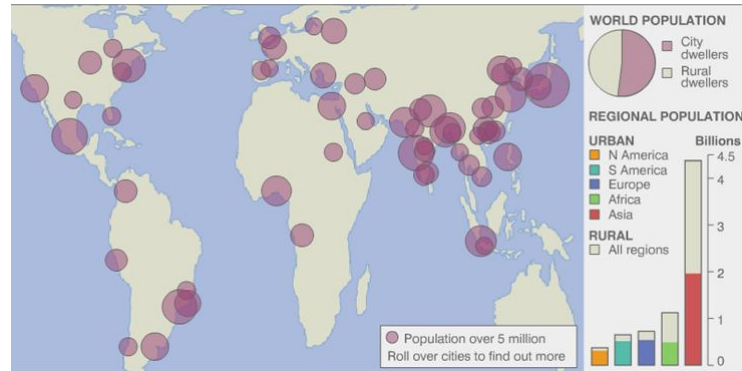 WORLD POPULATION
City
dwellers
Rural
dwellers
REGIONAL POPULATION
URBAN
Billions
N America
S America
Europe
Africa
Asia
RURAL
All regions
4.5
4
3
2
1
0
Population over 5 million
Roll over cities to find out more